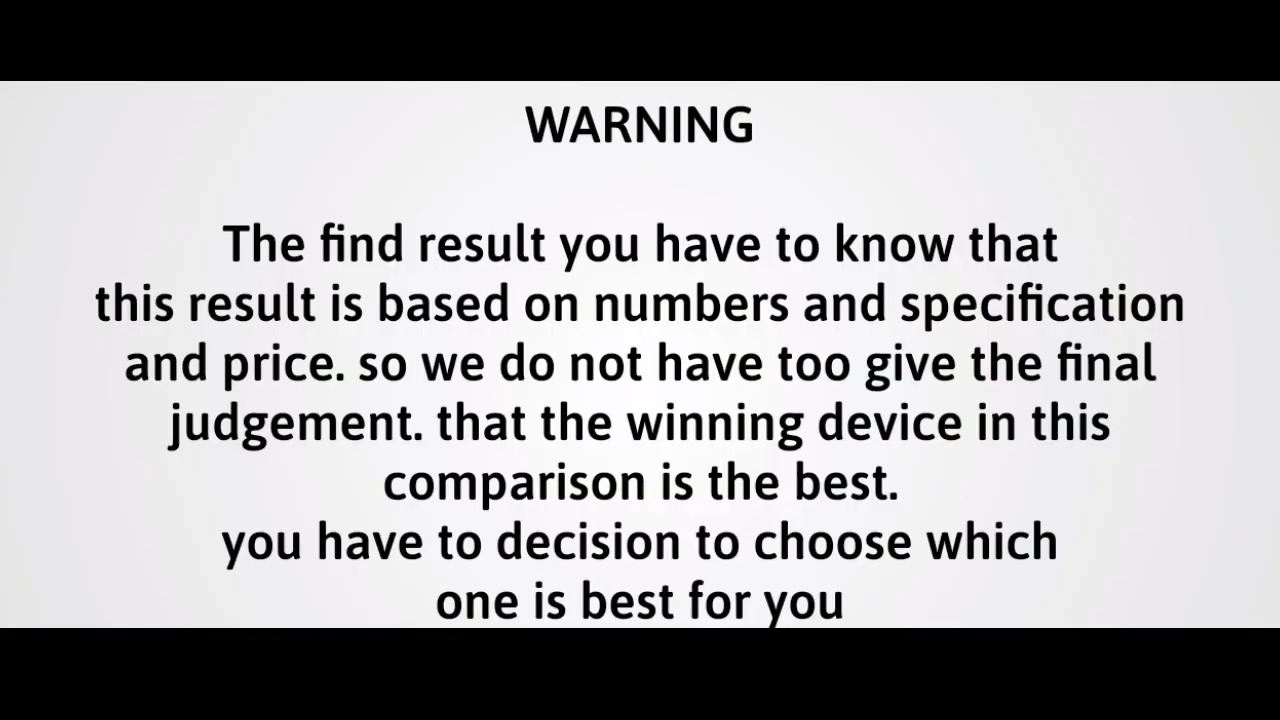 WARNING
The find result you have to know that
this result is based on numbers and specification
and price. so we do not have too give the final
judgement. that the winning device in this
comparison is the best.
you have to decision to choose which
one is best for you